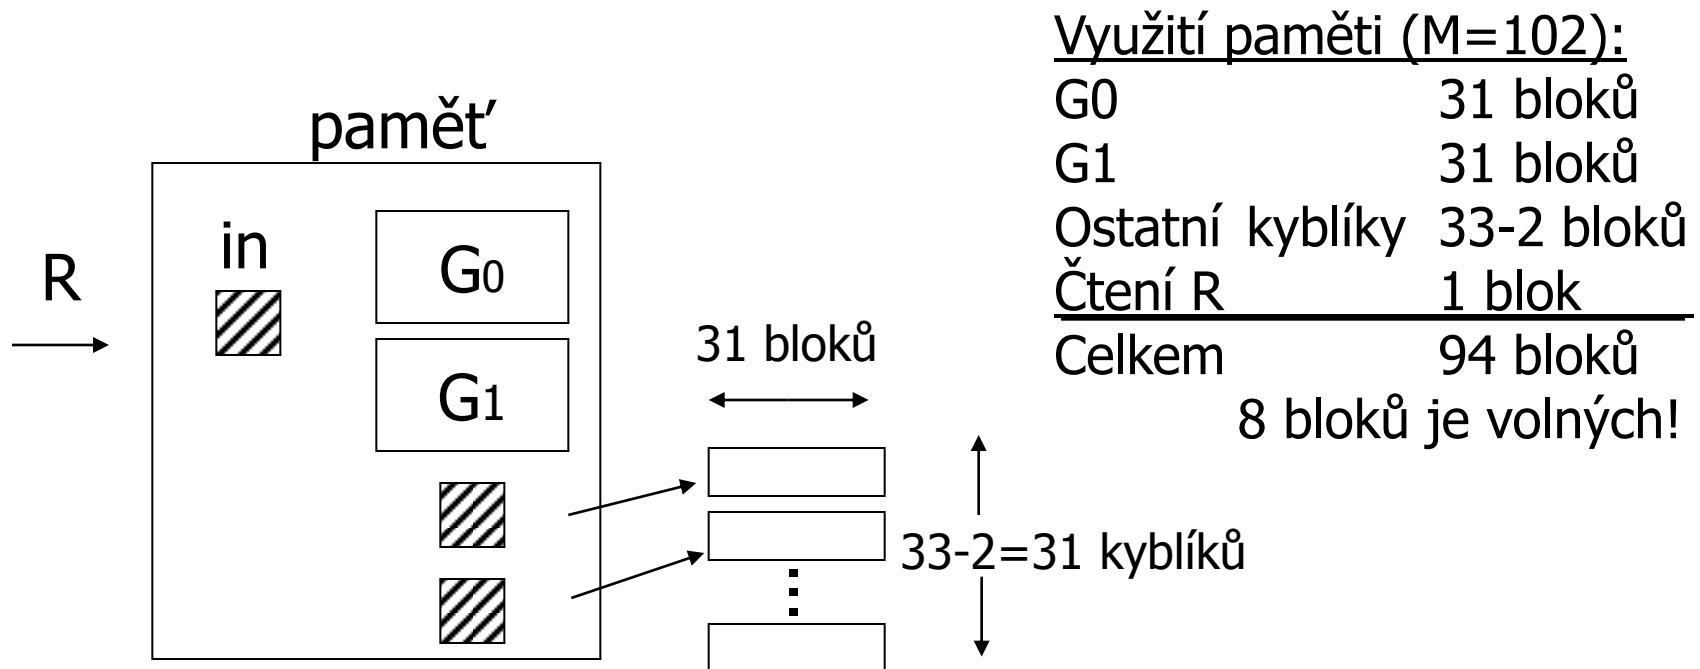 Využití paměti (M=102):
G0 31 bloků
G1 31 bloků
Ostatní kyblíky 33-2 bloků
Čtení R 1 blok
Celkem 94 bloků
8 bloků je volných!
paměť
R
in
G0
G1
31 bloků
33-2=31 kyblíků